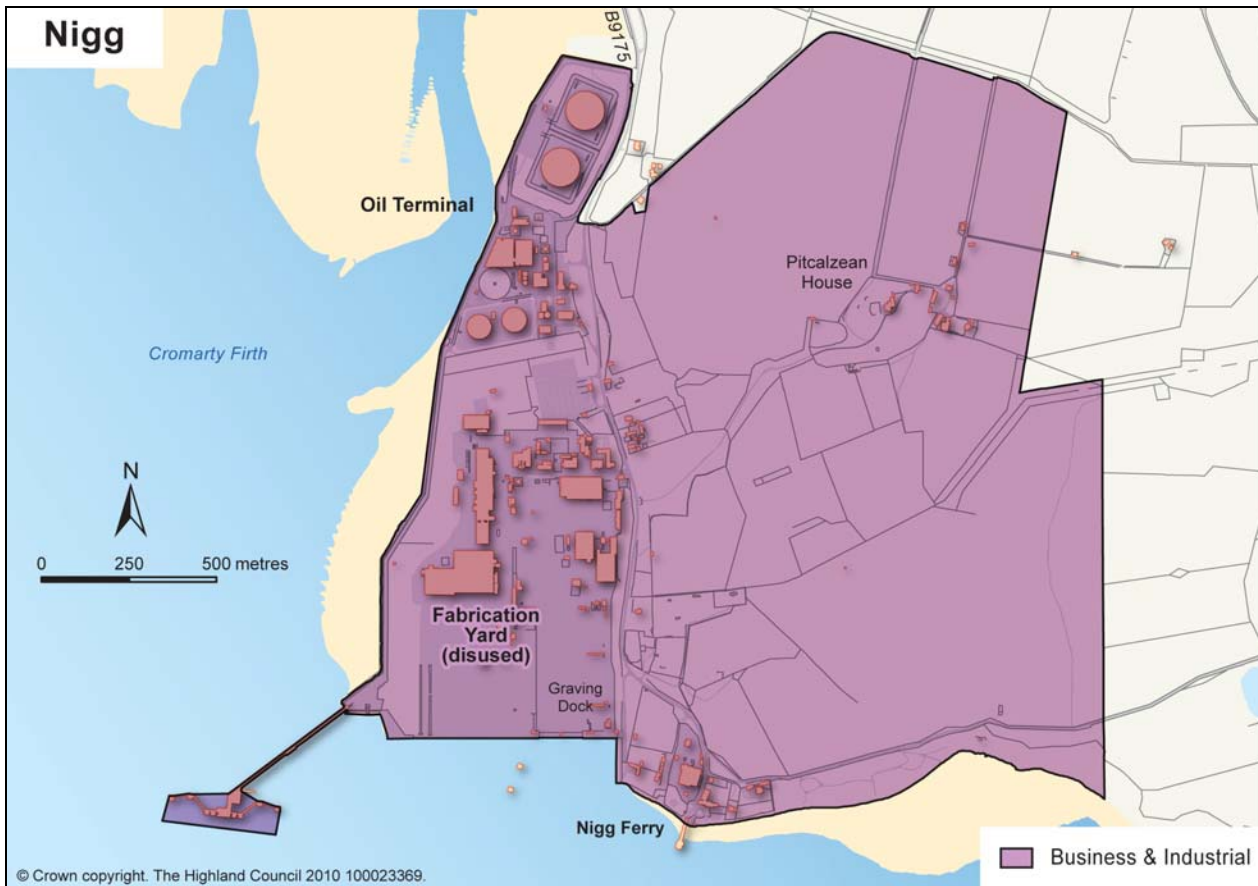 Nigg
B9175
Oil Terminal
Pitcalzean
House
Cromarty Firth
N
0 250 500 metres
Fabrication
Yard
(disused)
Graving
Dock
Nigg Ferry
Business & Industrial
© Crown copyright. The Highland Council 2010 100023369.